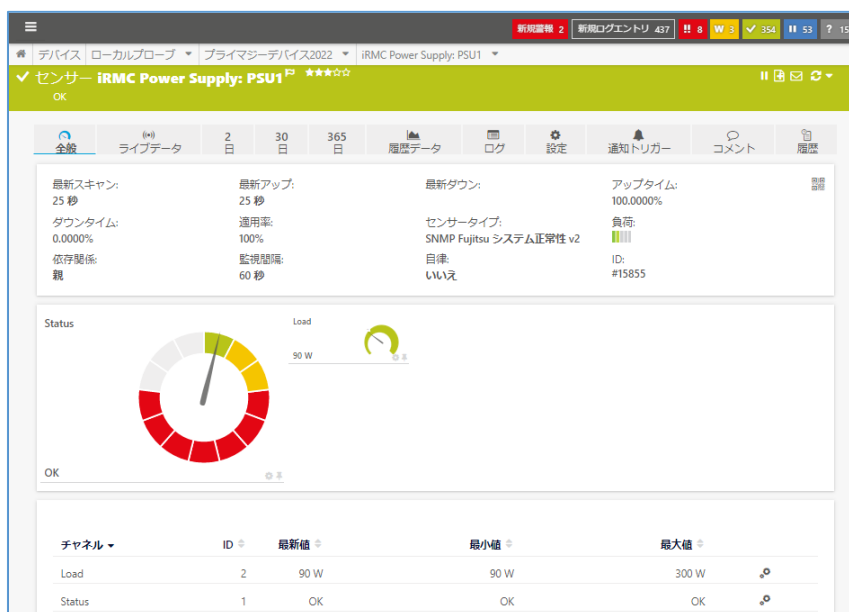 新規警報 2 新規ログエントリ 437 !! 8 W 3 354 53 ? 15
デバイス ローカルプローブ プライマジーデバイス2022 iRMC Power Supply: PSU1
センサー iRMC Power Supply: PSU1
OK
全般 ライブデータ 2 日 30 日 365 日 履歴データ ログ 設定 通知トリガー コメント 履歴
最新スキャン: 最新アップ: 最新ダウン: アップタイム:
25 秒 25 秒 100.0000%
ダウンタイム: 適用率: センサータイプ: 負荷:
0.0000% 100% SNMP Fujitsu システム正常性 v2
依存関係: 監視間隔: 自律: ID:
親 60 秒 いいえ #15855
Status Load
90 W
OK
チャネル ID 最新値 最小値 最大値
Load 2 90 W 90 W 300 W
Status 1 OK OK OK